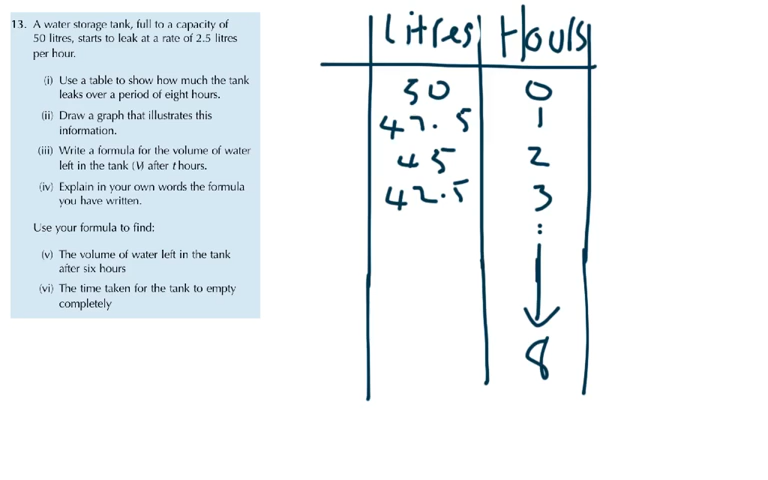 13. A water storage tank, full to a capacity of
50 litres, starts to leak at a rate of 2.5 litres
per hour.
(i) Use a table to show how much the tank
leaks over a period of eight hours.
(ii) Draw a graph that illustrates this
information.
(iii) Write a formula for the volume of water
left in the tank (V) after t hours.
(iv) Explain in your own words the formula
you have written.
Use your formula to find:
(v) The volume of water left in the tank
after six hours
(vi) The time taken for the tank to empty
completely
Litres Hours
50 0
47.5 1
45 2
42.5 3
:
8